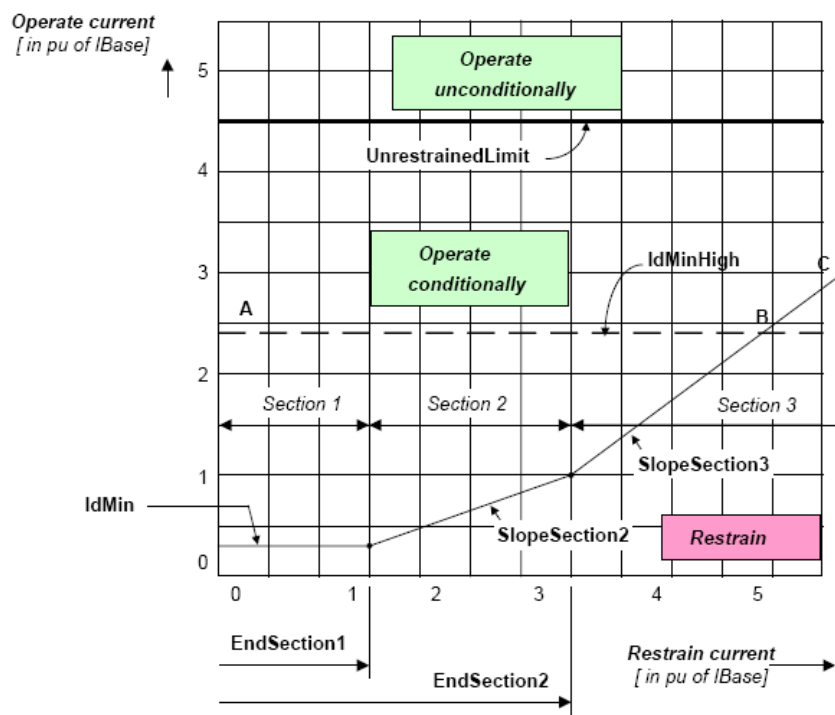 Operate current
[ in pu of IBase]
5
Operate
unconditionally
UnrestrainedLimit
4
Operate
conditionally
3
IdMinHigh
C
A
B
2
Section 1
Section 2
Section 3
1
SlopeSection3
IdMin
SlopeSection2
Restrain
0
0 1 2 3 4 5
EndSection1
Restrain current
[ in pu of IBase]
EndSection2